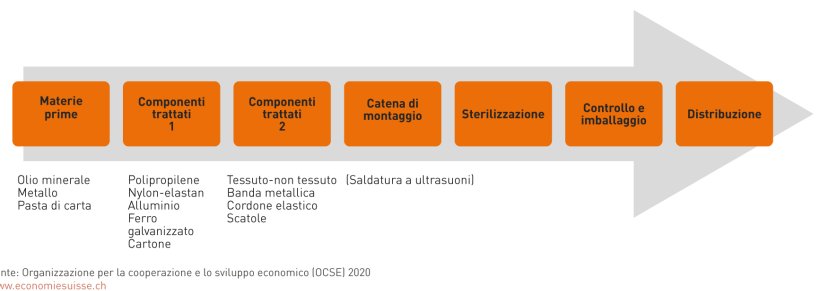 Materie
prime
Componenti
trattati
1
Componenti
trattati
2
Catena di
montaggio
Sterilizzazione
Controllo e
imballaggio
Distribuzione
Olio minerale
Metallo
Pasta di carta
Polipropilene
Nylon-elastan
Alluminio
Ferro
galvanizzato
Cartone
Tessuto-non tessuto
Banda metallica
Cordone elastico
Scatole
(Saldatura a ultrasuoni)
nte: Organizzazione per la cooperazione e lo sviluppo economico (OCSE) 2020
ww.economiesuisse.ch